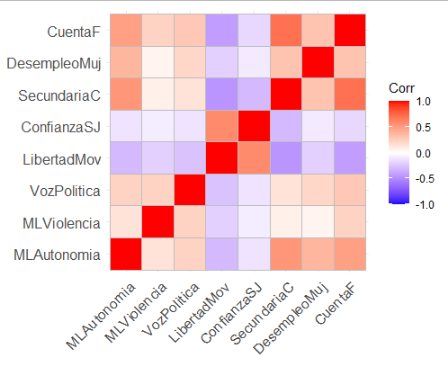 CuentaF
DesempleoMuj
SecundariaC
ConfianzaSJ
LibertadMov
VozPolitica
MLViolencia
MLAutonomia
Corr
1.0
0.5
0.0
-0.5
-1.0
MLAutonomia
MLViolencia
VozPolitica
LibertadMov
ConfianzaSJ
SecundariaC
DesempleoMuj
CuentaF